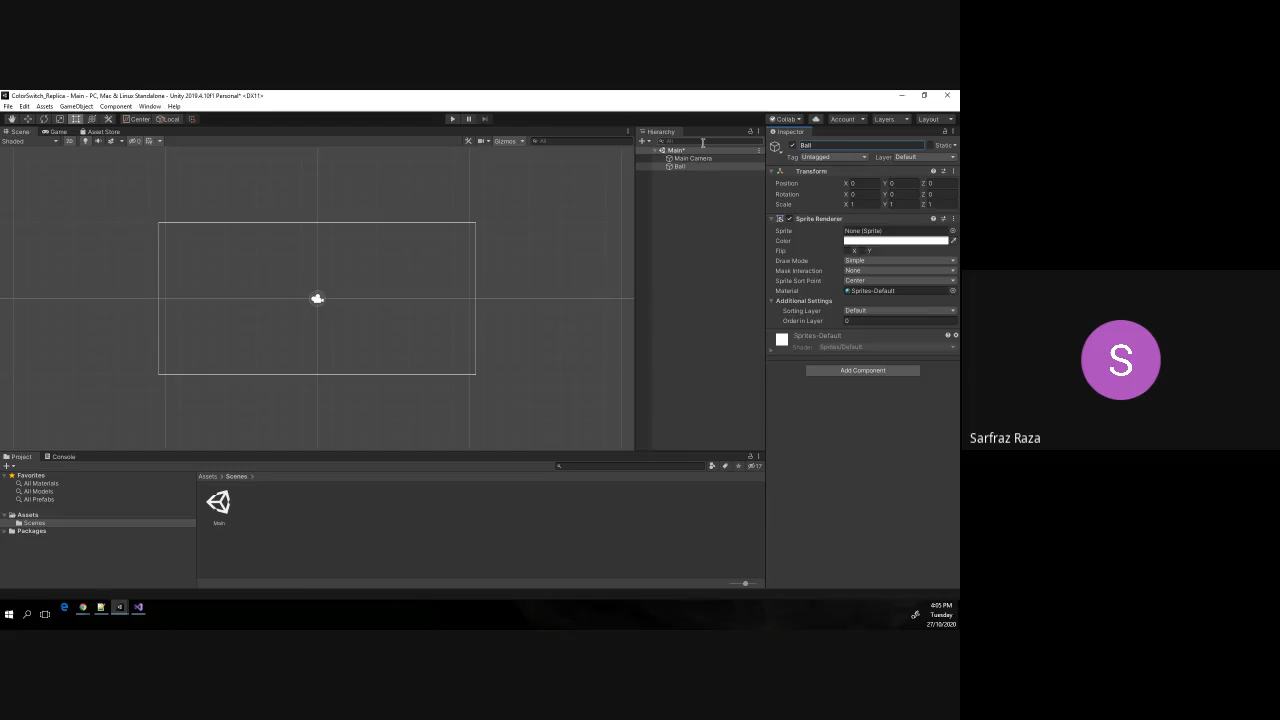 ColorSwitch_Replica - Main - PC, Mac & Linux Standalone - Unity 2019.4.10f1 Personal* <DX11>
File Edit Assets GameObject Component Window Help
Center Local Collab Account Layers Layout
Scene Game Asset Store
Shaded 2D 0 Gizmos All
Hierarchy
All
Main*
Main Camera
Ball
Inspector
Ball Static
Tag Untagged Layer Default
Transform
Position X 0 Y 0 Z 0
Rotation X 0 Y 0 Z 0
Scale X 1 Y 1 Z 1
Sprite Renderer
Sprite None (Sprite)
Color
Flip X Y
Draw Mode Simple
Mask Interaction None
Sprite Sort Point Center
Material Sprites-Default
Additional Settings
Sorting Layer Default
Order in Layer 0
Sprites-Default
Shader Sprites/Default
Add Component
Project Console
17
Favorites
All Materials
All Models
All Prefabs
Assets
Scenes
Packages
Assets > Scenes >
Main
4:05 PM
Tuesday
27/10/2020
S
Sarfraz Raza